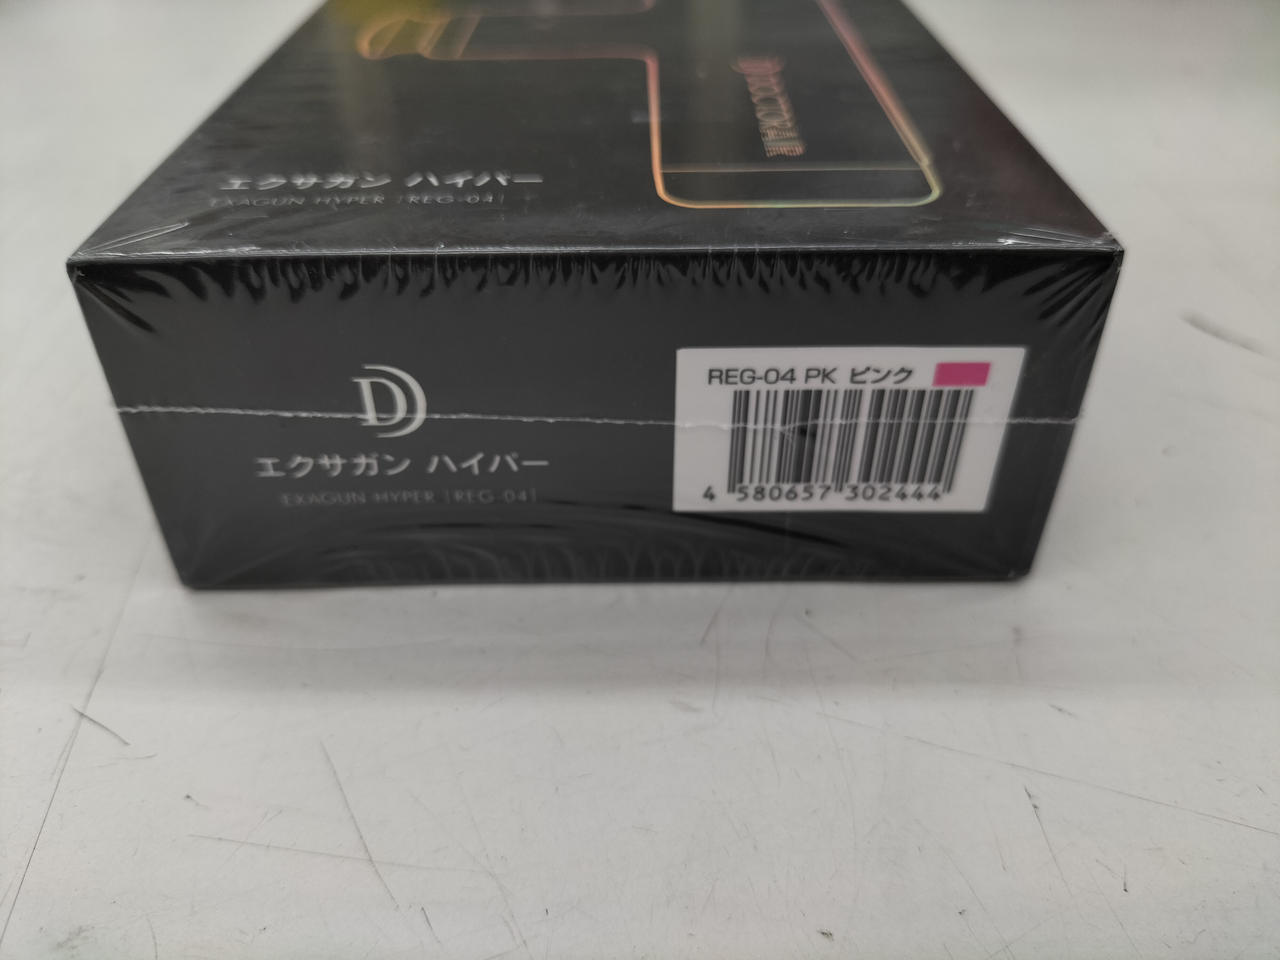 DOCTORAIR
エクサガン ハイパー
EXAGUN HYPER [REG-04]
D
エクサガン ハイパー
EXAGUN HYPER [REG-04]
REG-04 PK ピンク
4 580657 302444